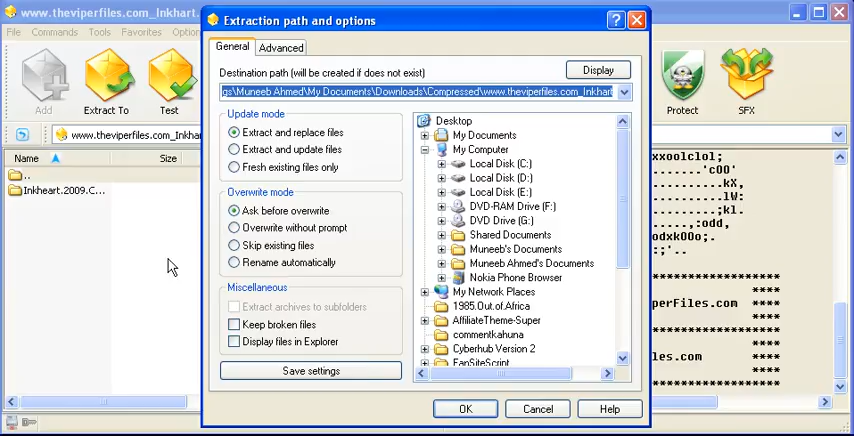 www.theviperfiles.com_Inkhart.
Extraction path and options
File Commands Tools Favorites Option
General Advanced
Destination path (will be created if does not exist)
Display
gs\Muneeb Ahmed\My Documents\Downloads\Compressed\www.theviperfiles.com_Inkhart
Add Extract To Test
Protect SFX
www.theviperfiles.com_Inkha
Name Size
..
Inkheart.2009.C...
Update mode
Extract and replace files
Extract and update files
Fresh existing files only
Overwrite mode
Ask before overwrite
Overwrite without prompt
Skip existing files
Rename automatically
Miscellaneous
Extract archives to subfolders
Keep broken files
Display files in Explorer
Save settings
Desktop
My Documents
My Computer
Local Disk (C:)
Local Disk (D:)
Local Disk (E:)
DVD-RAM Drive (F:)
DVD Drive (G:)
Shared Documents
Muneeb's Documents
Muneeb Ahmed's Documents
Nokia Phone Browser
My Network Places
1985.Out.of.Africa
AffiliateTheme-Super
commentkahuna
Cyberhub Version 2
FanSiteScript
OK Cancel Help
xxoolclol;
.........'cOO'
kX,
lW:
.;kl.
:odd,
odxkOOo;.
:;'..
******************
****
perFiles.com ****
****
******************
****
les.com ****
****
******************